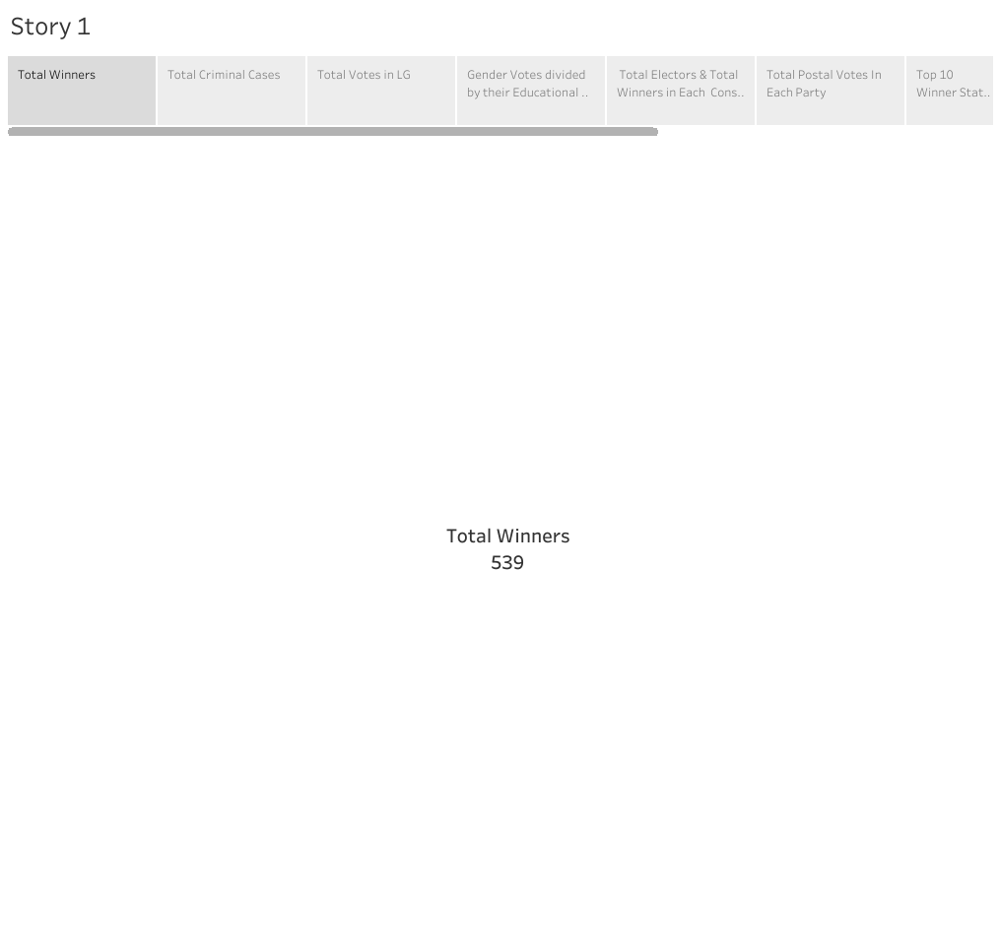 Story 1
Total Winners
Total Criminal Cases
Total Votes in LG
Gender Votes divided
by their Educational ..
Total Electors & Total
Winners in Each Cons..
Total Postal Votes In
Each Party
Top 10
Winner Stat..
Total Winners
539